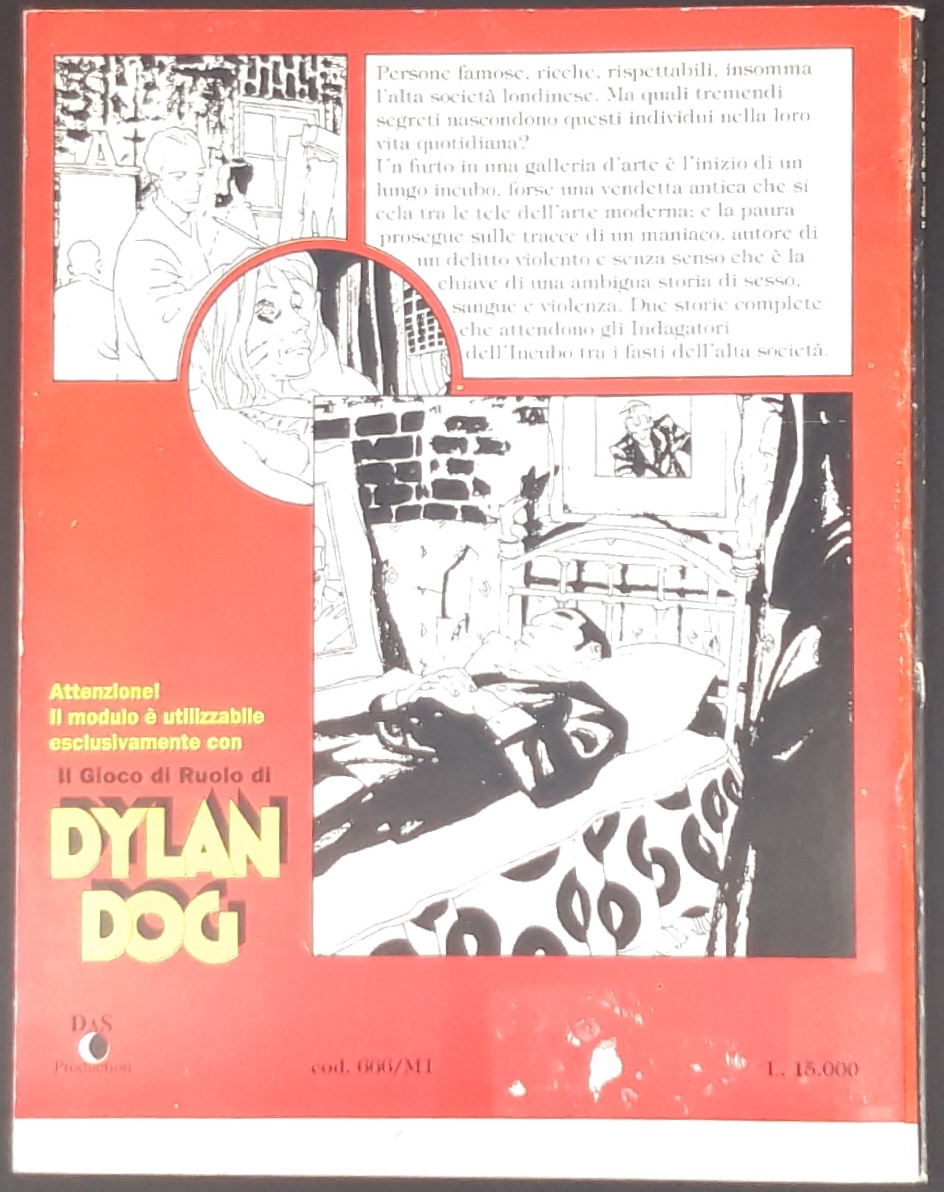 Persone famose, ricche, rispettabili, insomma
l'alta società londinese. Ma quali tremendi
segreti nascondono questi individui nella loro
vita quotidiana?
Un furto in una galleria d'arte è l'inizio di un
lungo incubo, forse una vendetta antica che si
cela tra le tele dell'arte moderna; e la paura
prosegue sulle tracce di un maniaco, autore di
un delitto violento e senza senso che è la
chiave di una ambigua storia di sesso,
sangue e violenza. Due storie complete
che attendono gli Indagatori
dell'Incubo tra i fasti dell'alta società.
Attenzione!
Il modulo è utilizzabile
esclusivamente con
Il Gioco di Ruolo di
DYLAN
DOG
DAS
Production
cod. 666/M1
L. 15.000